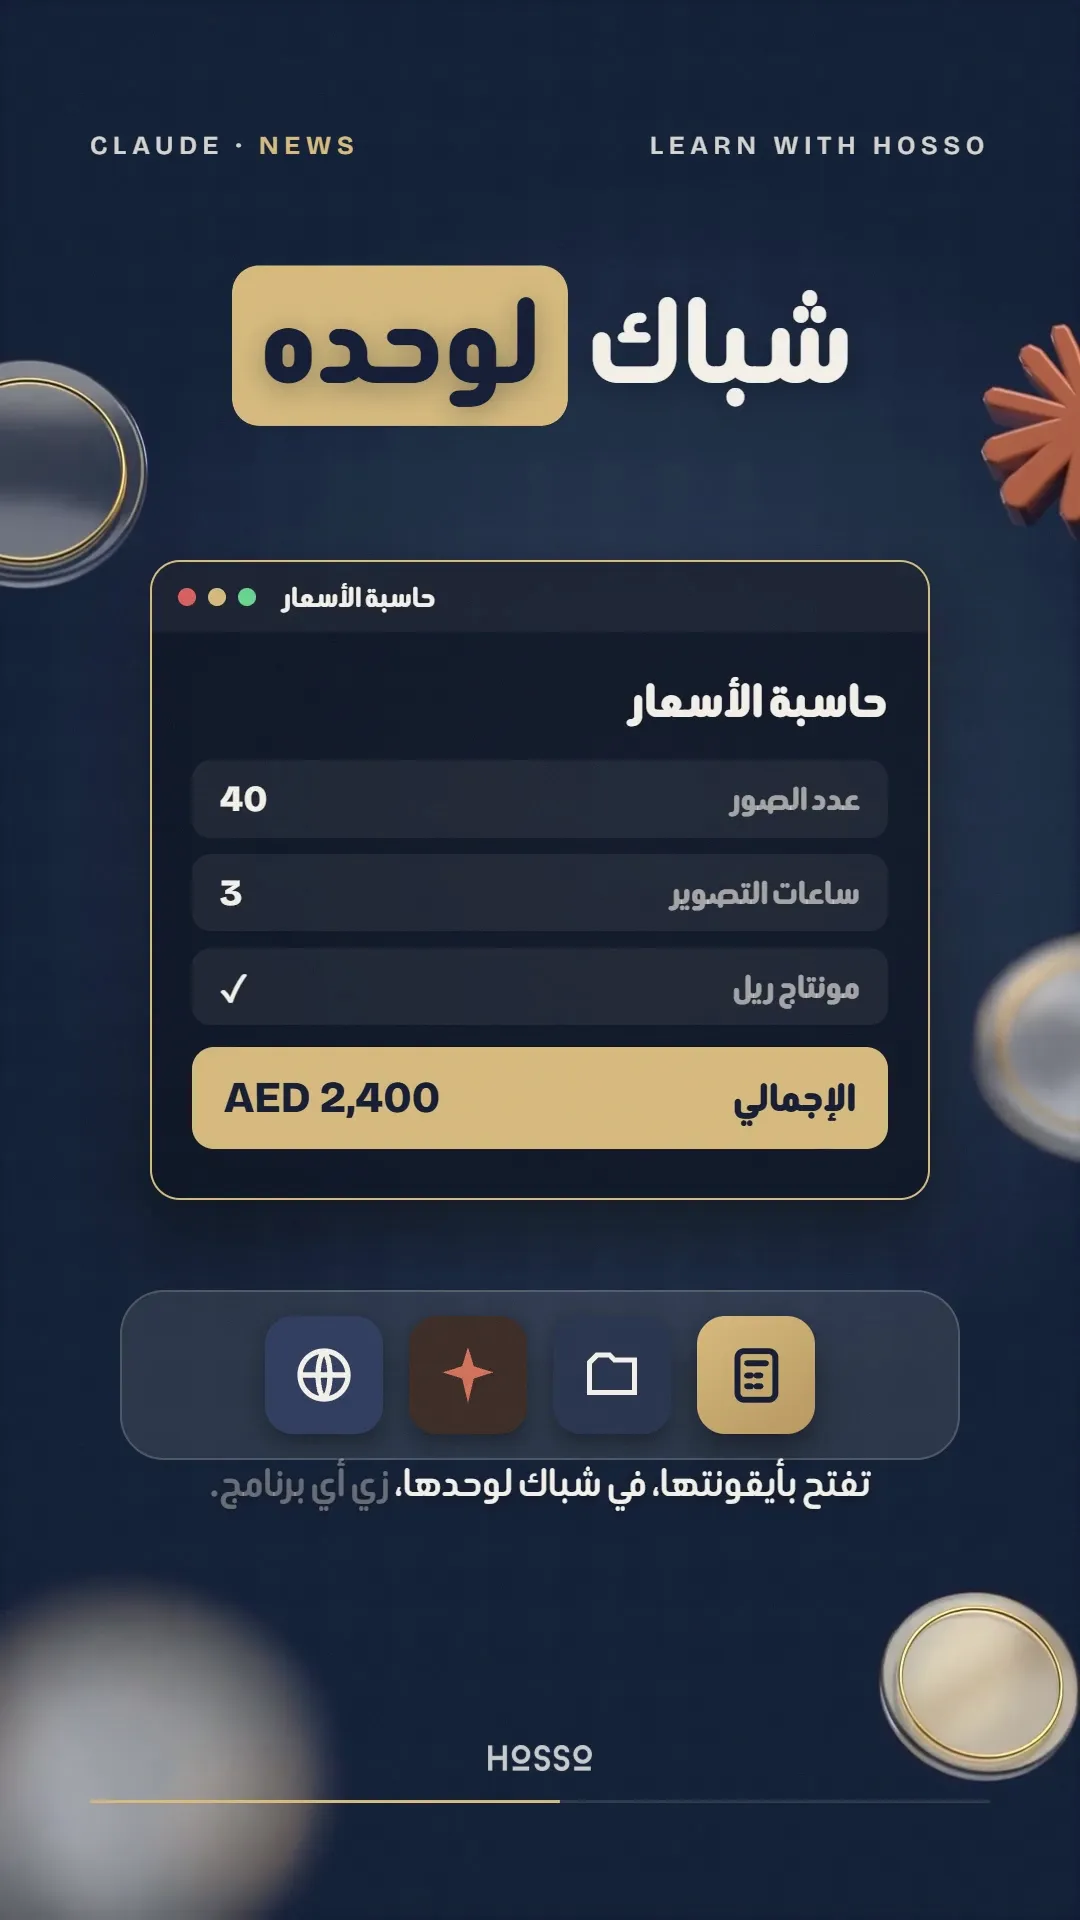 CLAUDE · NEWS
LEARN WITH HOSSO
شباك لوحده
حاسبة الأسعار
حاسبة الأسعار
عدد الصور 40
ساعات التصوير 3
مونتاج ريل ✓
الإجمالي AED 2,400
تفتح بأيقونتها، في شباك لوحدها، زي أي برنامج.
HOSSO